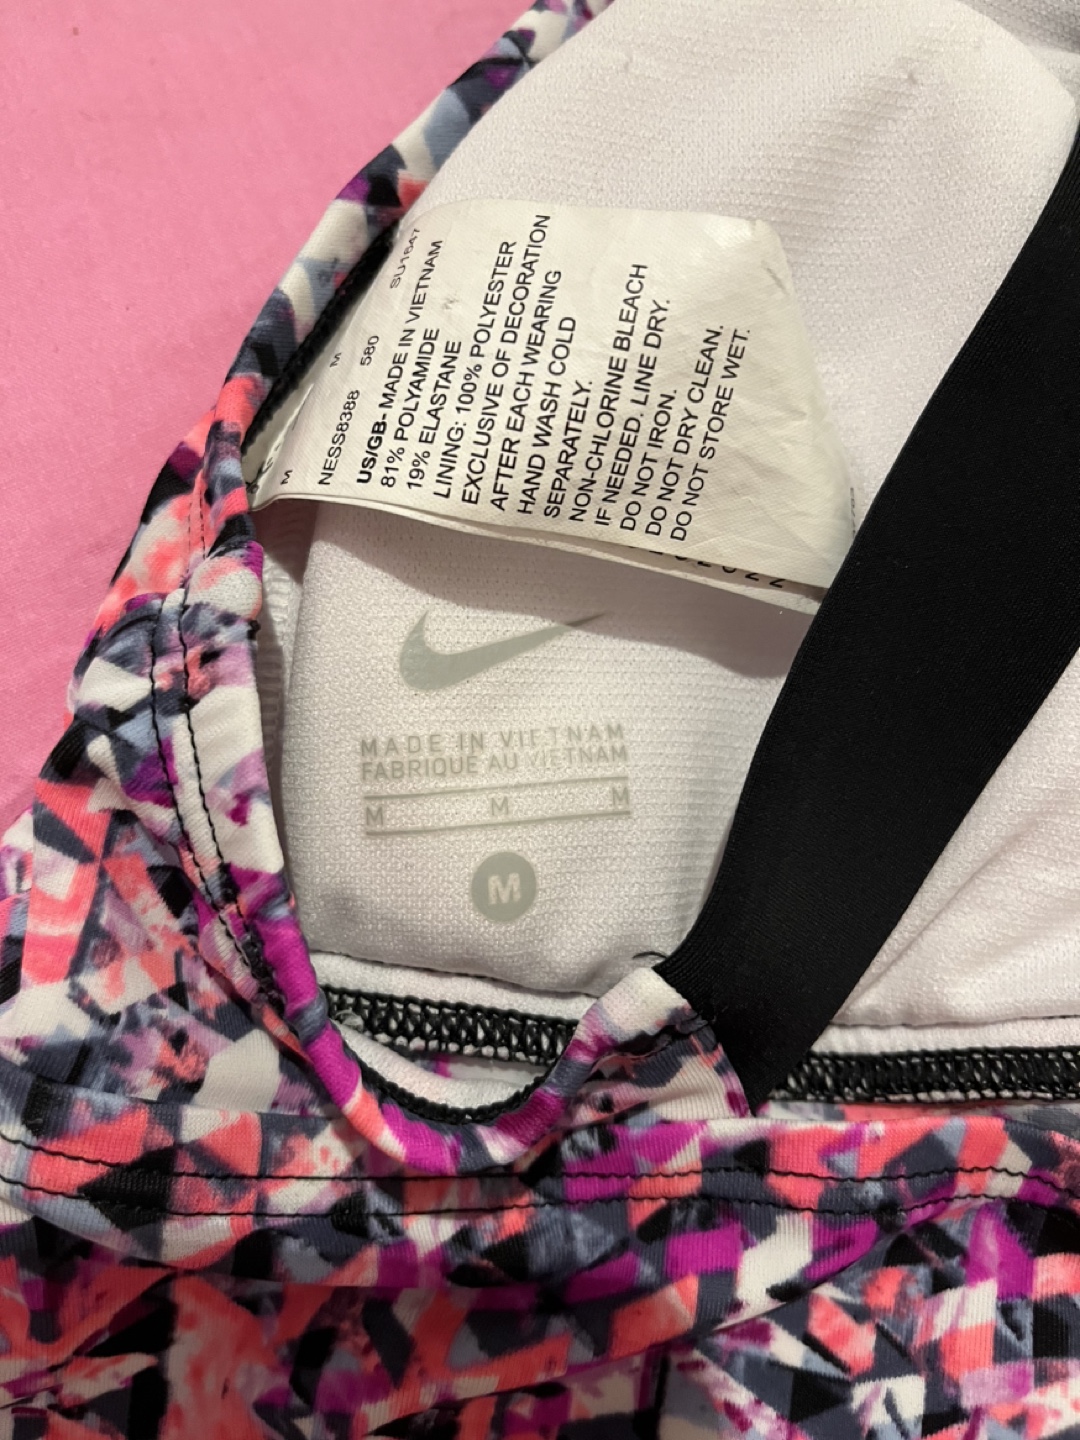 M
M
SU1647
NESS8388
580
US/GB- MADE IN VIETNAM
81% POLYAMIDE
19% ELASTANE
LINING: 100% POLYESTER
EXCLUSIVE OF DECORATION
AFTER EACH WEARING
HAND WASH COLD
SEPARATELY.
NON-CHLORINE BLEACH
IF NEEDED. LINE DRY.
DO NOT IRON.
DO NOT DRY CLEAN.
DO NOT STORE WET.
MADE IN VIETNAM
FABRIQUÉ AU VIETNAM
M M M
M